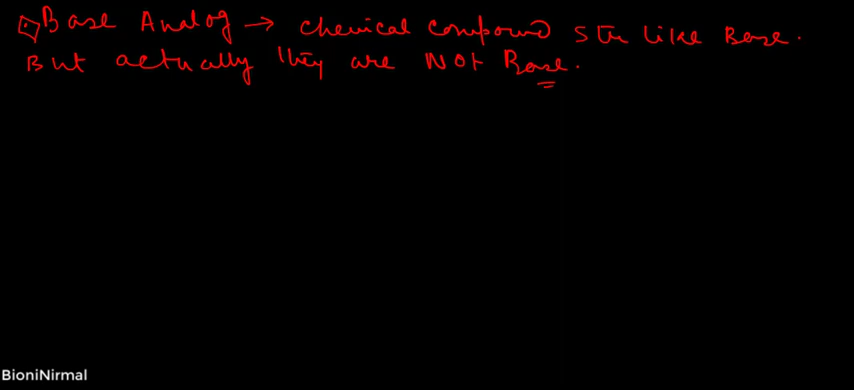 Base Analog → chemical compound str like Base.
But actually they are NOT Base.
BioniNirmal